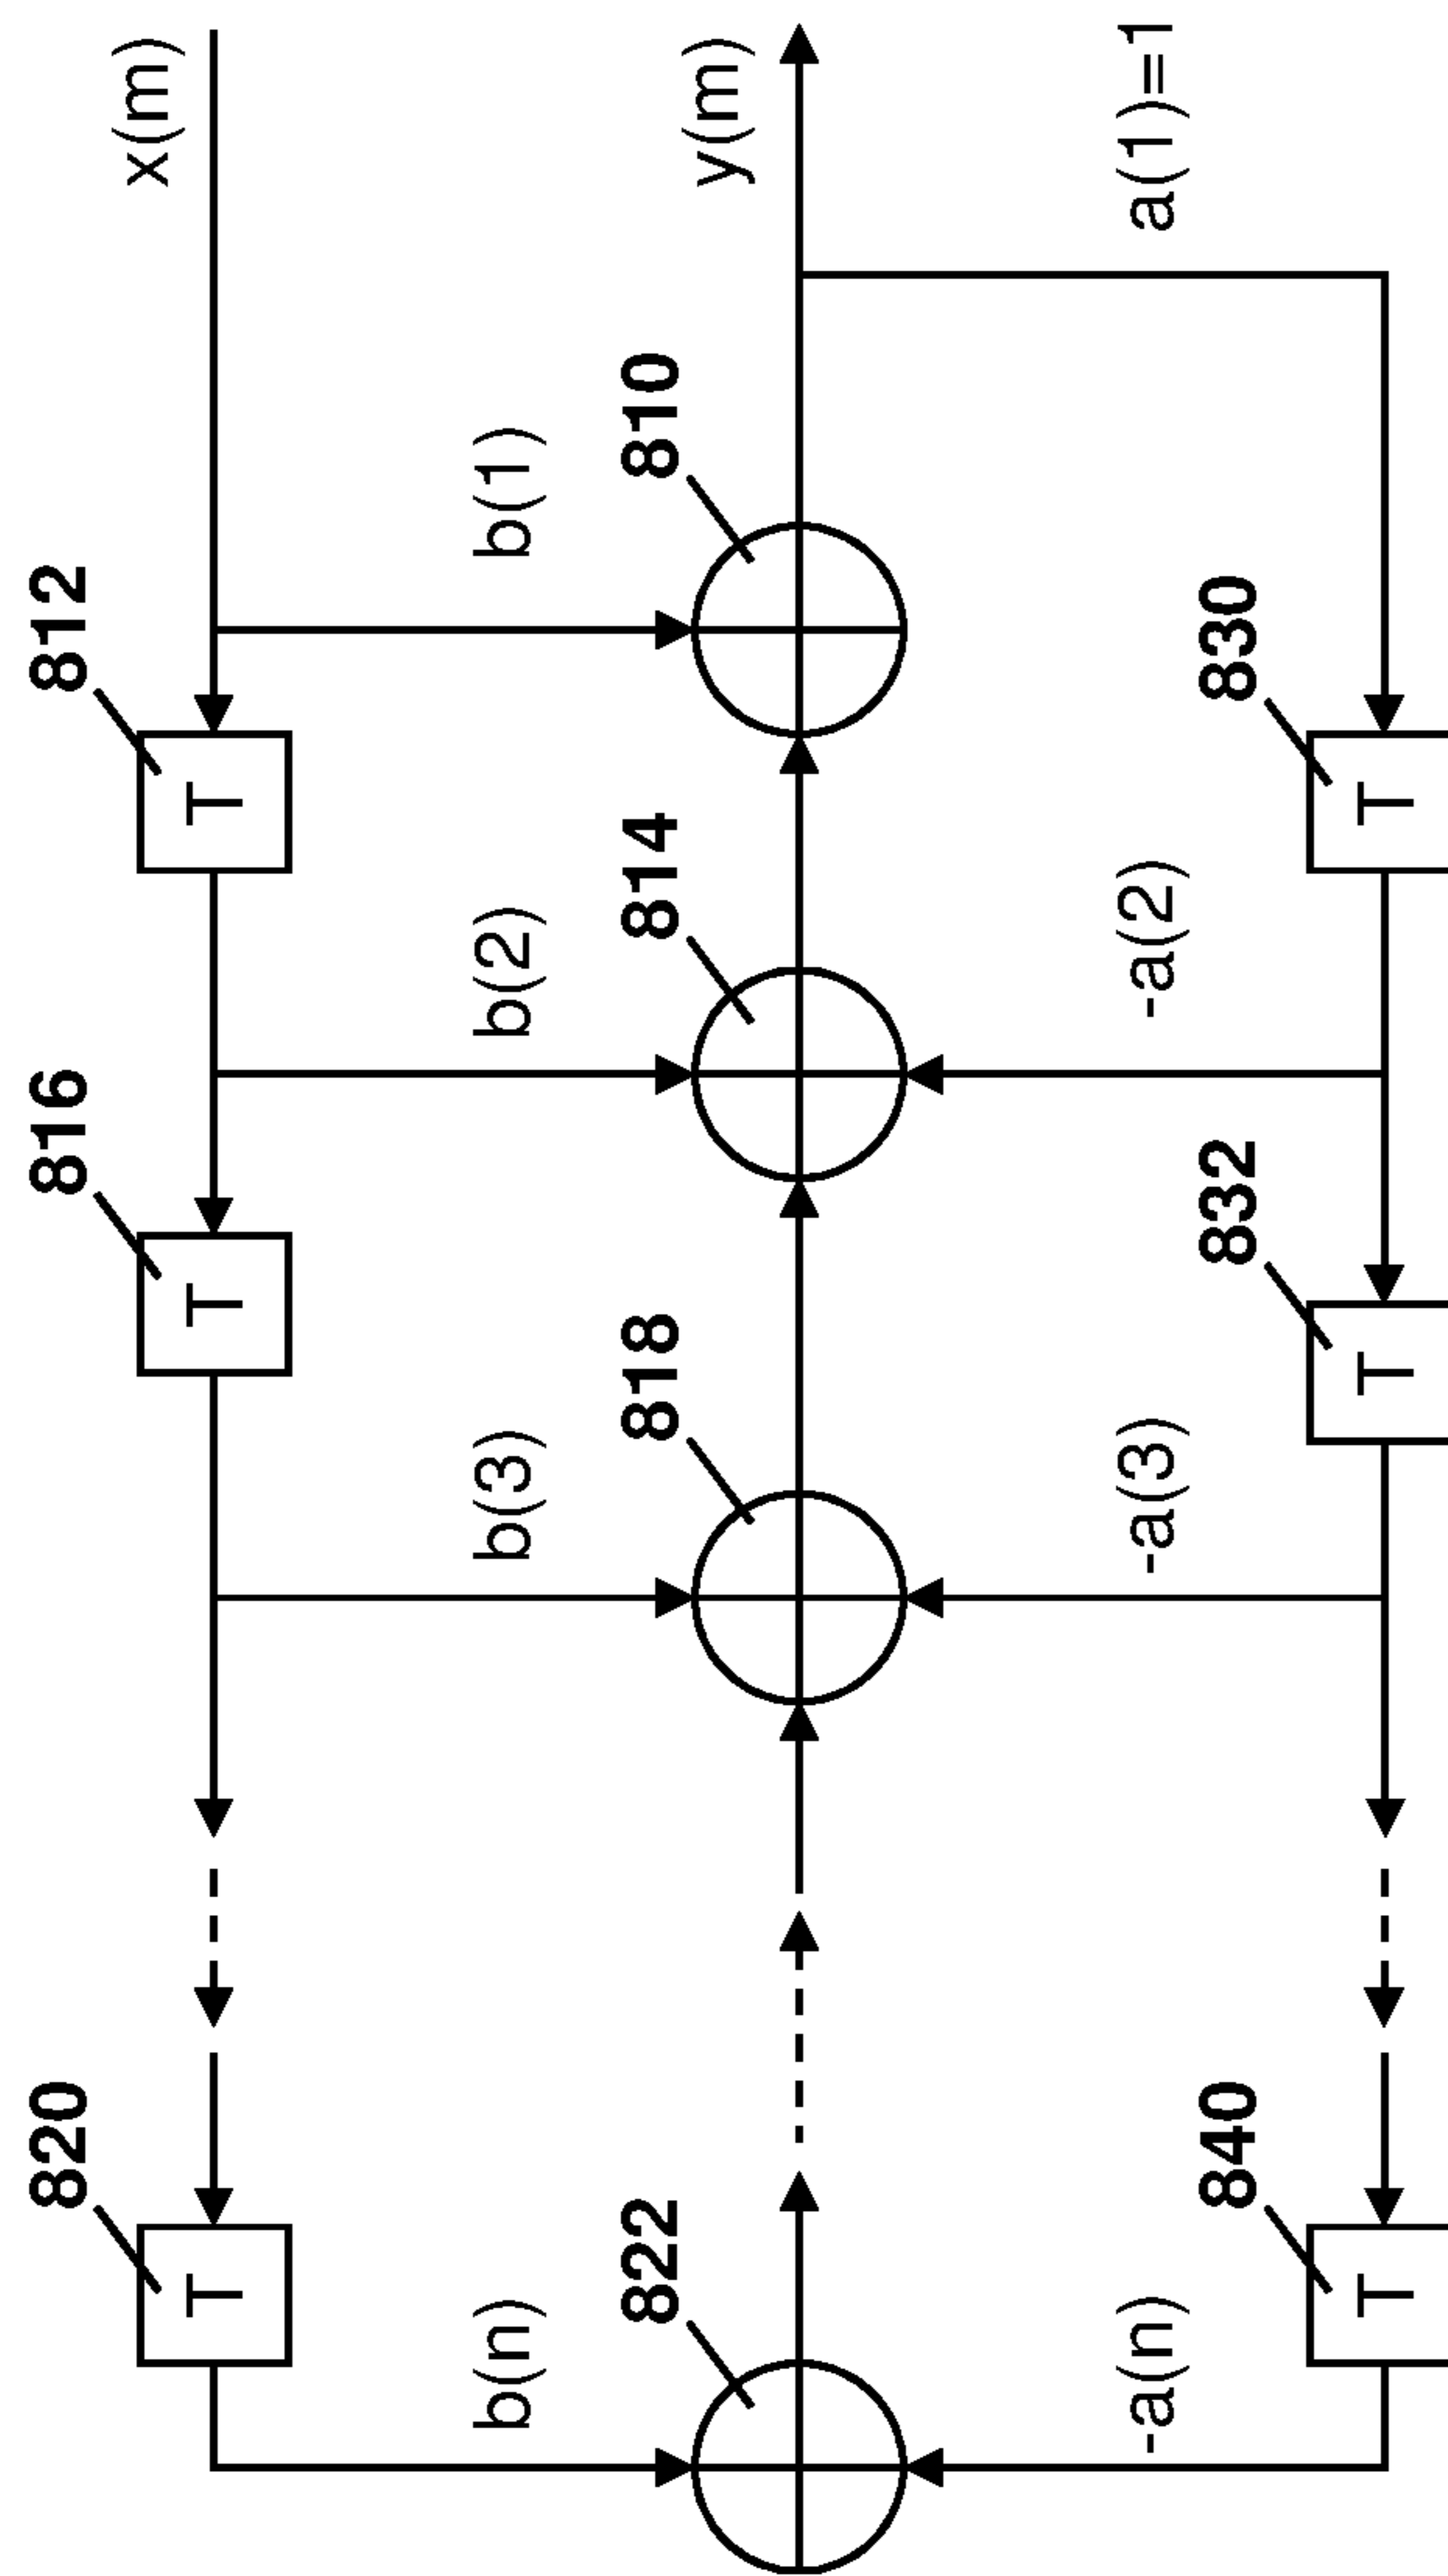 820 816 812
x(m)
T T T
b(n) b(3) b(2) b(1)
822 818 814 810
y(m)
-a(n) -a(3) -a(2) a(1)=1
840 832 830
T T T